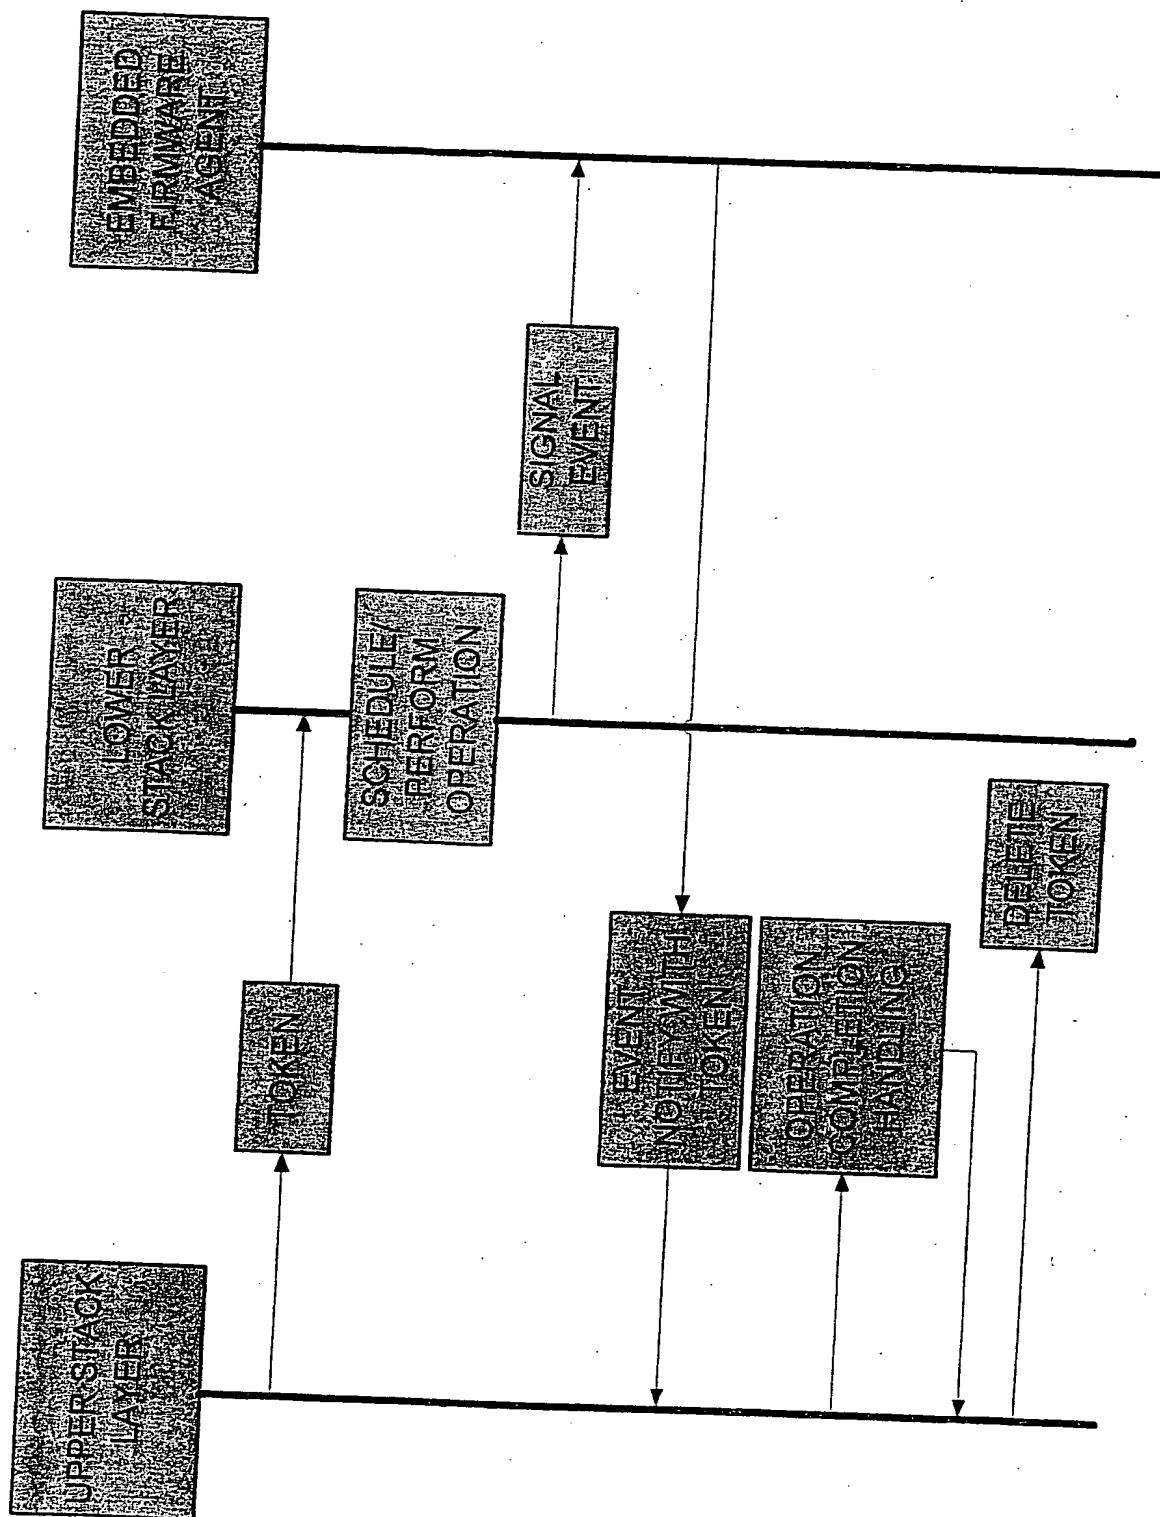 UPPER STACK
LAYER
LOWER
STACK LAYER
EMBEDDED
FIRMWARE
AGENT
TOKEN
SCHEDULE/
PERFORM
OPERATION
SIGNAL
EVENT
EVENT
NOTIFY WITH
TOKEN
OPERATION
COMPLETION
HANDLING
DELETE
TOKEN